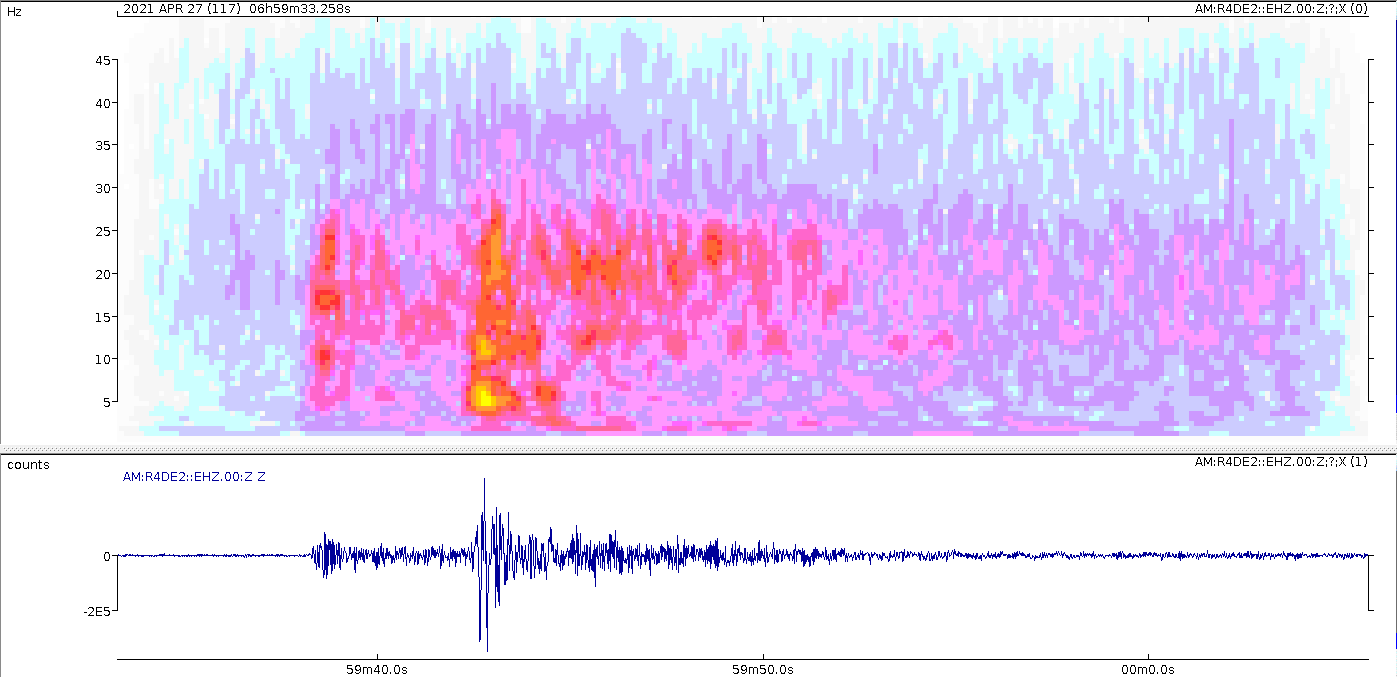 Hz
2021 APR 27 (117) 06h59m33.258s
AM:R4DE2::EHZ.00:Z;?;X (0)
45
40
35
30
25
20
15
10
5
counts
AM:R4DE2::EHZ.00:Z;?;X (1)
AM:R4DE2::EHZ.00:Z Z
0
-2E5
59m40.0s 59m50.0s 00m0.0s